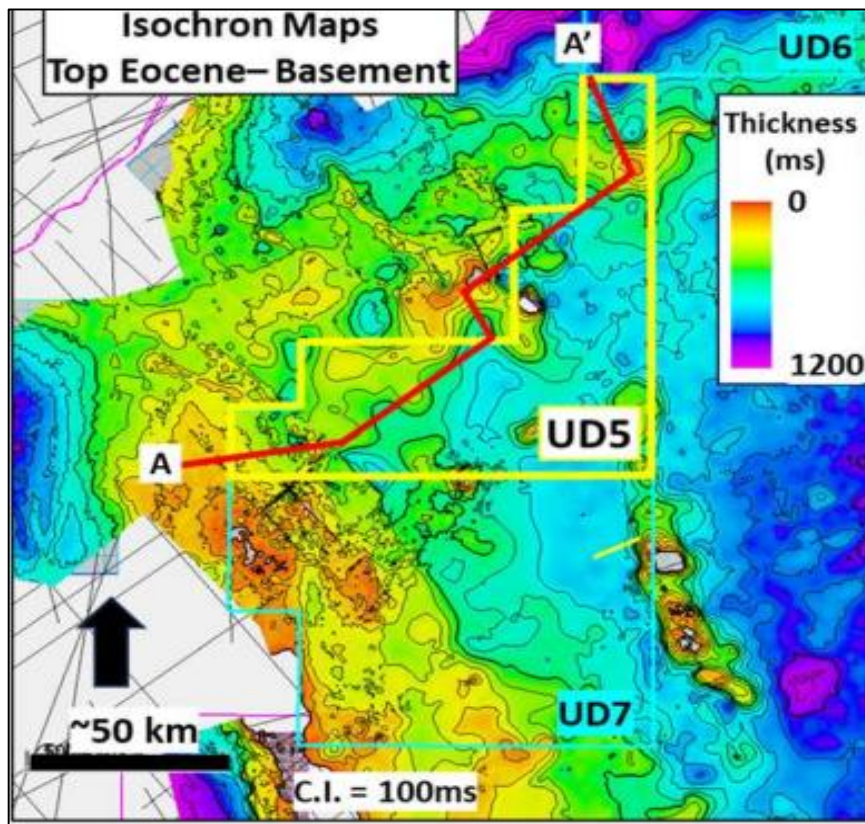 Isochron Maps
Top Eocene– Basement
A'
UD6
Thickness
(ms)
0
1200
UD5
A
UD7
~50 km
C.I. = 100ms